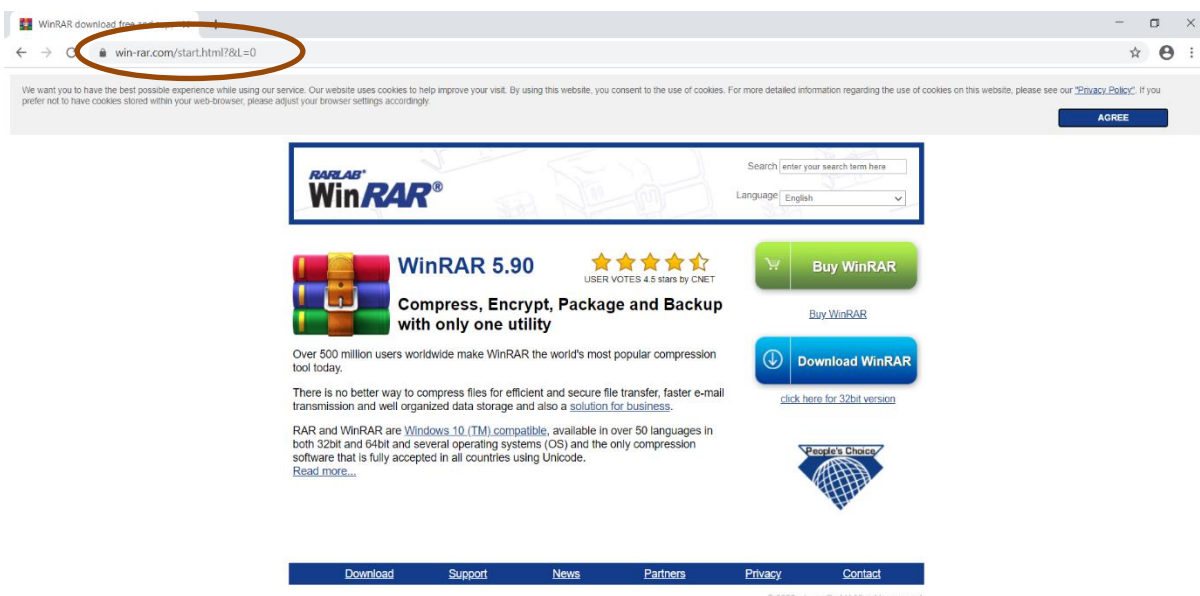 WinRAR download free and
win-rar.com/start.html?&L=0
We want you to have the best possible experience while using our service. Our website uses cookies to help improve your visit. By using this website, you consent to the use of cookies. For more detailed information regarding the use of cookies on this website, please see our "Privacy Policy". If you
prefer not to have cookies stored within your web-browser, please adjust your browser settings accordingly.
AGREE
RARLAB®
WinRAR®
Search enter your search term here
Language English
WinRAR 5.90
USER VOTES 4.5 stars by CNET
Compress, Encrypt, Package and Backup
with only one utility
Over 500 million users worldwide make WinRAR the world's most popular compression
tool today.
There is no better way to compress files for efficient and secure file transfer, faster e-mail
transmission and well organized data storage and also a solution for business.
RAR and WinRAR are Windows 10 (TM) compatible, available in over 50 languages in
both 32bit and 64bit and several operating systems (OS) and the only compression
software that is fully accepted in all countries using Unicode.
Read more...
Buy WinRAR
Buy WinRAR
Download WinRAR
click here for 32bit version
People's Choice
Download Support News Partners Privacy Contact